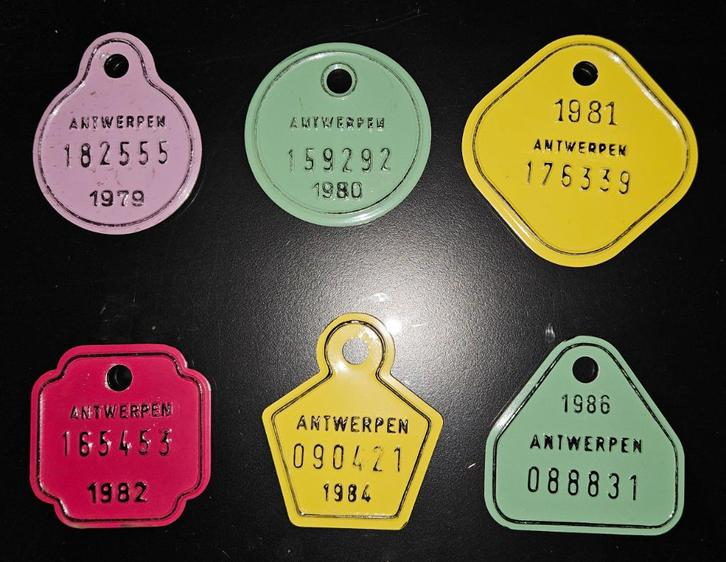 ANTWERPEN
182555
1979
ANTWERPEN
159292
1980
1981
ANTWERPEN
176339
ANTWERPEN
165453
1982
ANTWERPEN
090421
1984
1986
ANTWERPEN
088831